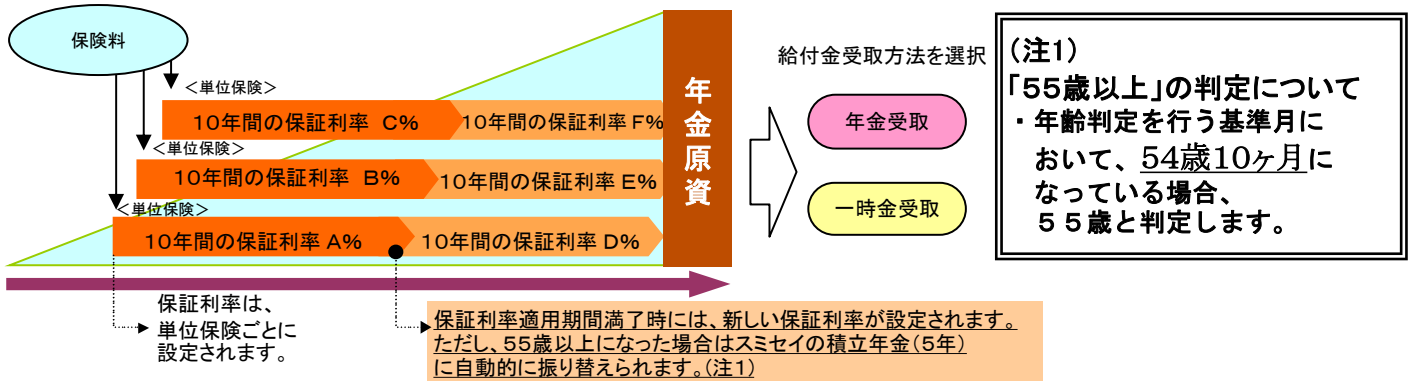 保険料
<単位保険>
10年間の保証利率 C%
10年間の保証利率 F%
<単位保険>
10年間の保証利率 B%
10年間の保証利率 E%
<単位保険>
10年間の保証利率 A%
10年間の保証利率 D%
年金原資
給付金受取方法を選択
年金受取
一時金受取
(注1)
「55歳以上」の判定について
・年齢判定を行う基準月に
おいて、54歳10ヶ月に
なっている場合、
55歳と判定します。
保証利率は、
単位保険ごとに
設定されます。
保証利率適用期間満了時には、新しい保証利率が設定されます。
ただし、55歳以上になった場合はスミセイの積立年金(5年)
に自動的に振り替えられます。(注1)